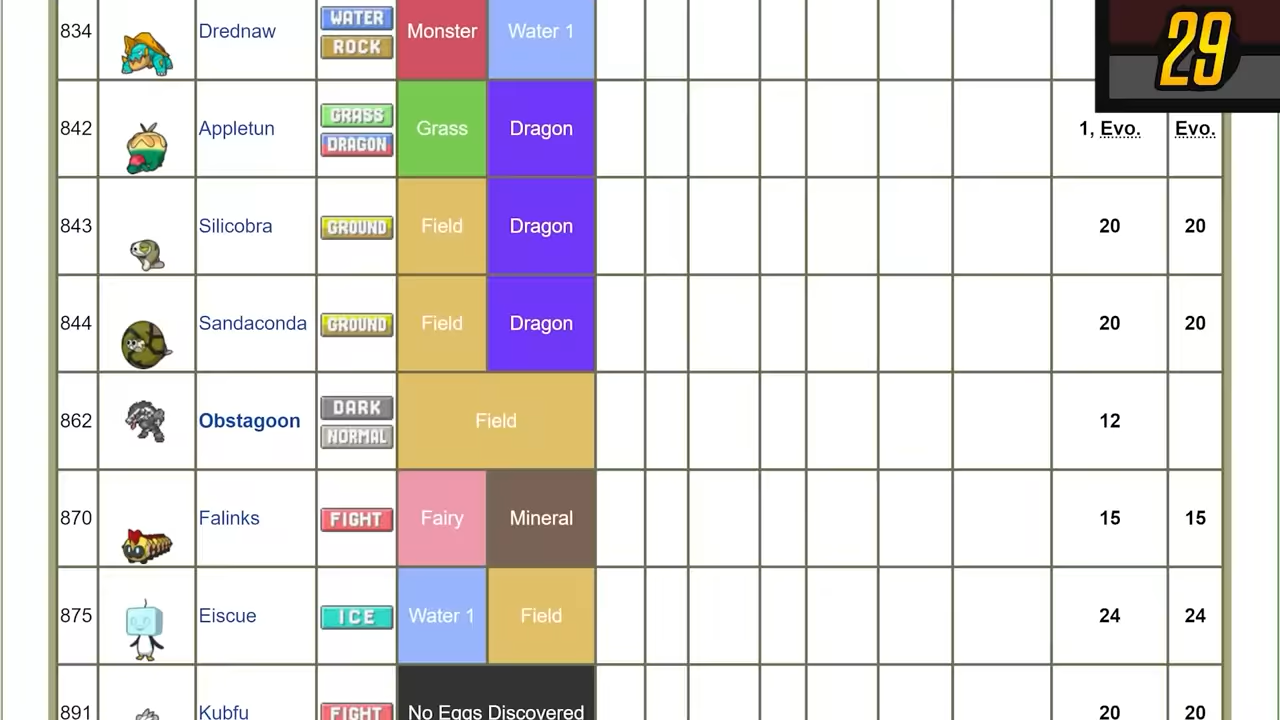 29
834 Drednaw WATER ROCK Monster Water 1
842 Appletun GRASS DRAGON Grass Dragon 1, Evo. Evo.
843 Silicobra GROUND Field Dragon 20 20
844 Sandaconda GROUND Field Dragon 20 20
862 Obstagoon DARK NORMAL Field 12
870 Falinks FIGHT Fairy Mineral 15 15
875 Eiscue ICE Water 1 Field 24 24
891 Kubfu FIGHT No Eggs Discovered 20 20